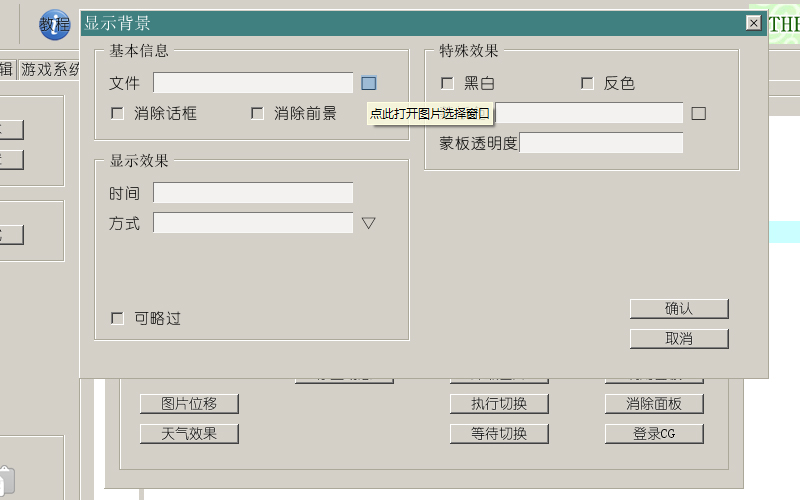 教程
THE
显示背景
辑
游戏系统
基本信息
文件
消除话框
消除前景
特殊效果
黑白
反色
点此打开图片选择窗口
蒙板透明度
显示效果
时间
方式
可略过
确认
取消
图片位移
执行切换
消除面板
天气效果
等待切换
登录CG